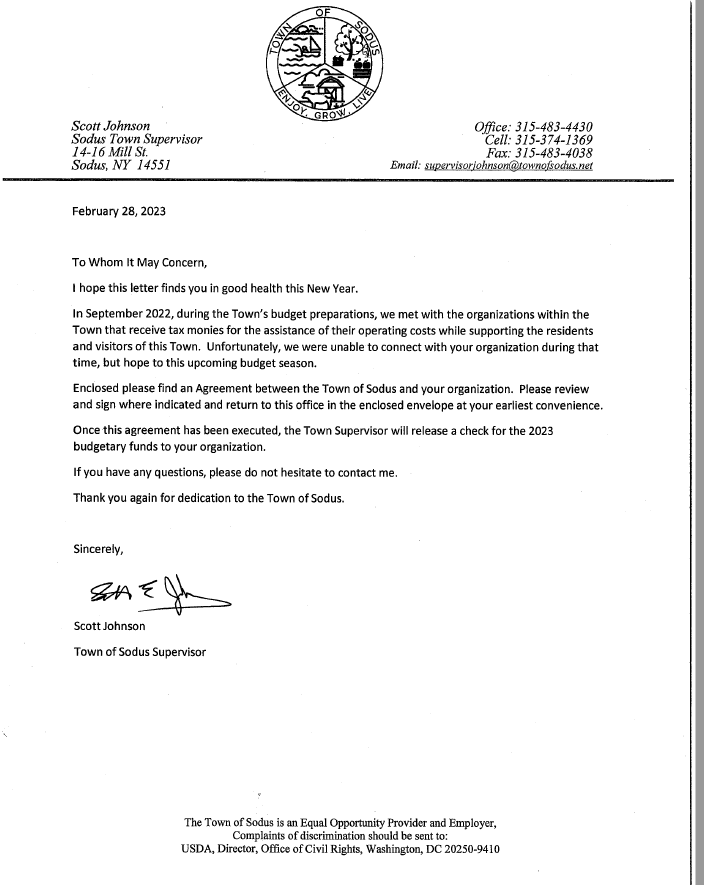 TOWN OF SODUS
ENJOY, GROW, LIVE
Scott Johnson
Sodus Town Supervisor
14-16 Mill St.
Sodus, NY 14551
Office: 315-483-4430
Cell: 315-374-1369
Fax: 315-483-4038
Email: supervisorjohnson@townofsodus.net
February 28, 2023
To Whom It May Concern,
I hope this letter finds you in good health this New Year.
In September 2022, during the Town's budget preparations, we met with the organizations within the
Town that receive tax monies for the assistance of their operating costs while supporting the residents
and visitors of this Town. Unfortunately, we were unable to connect with your organization during that
time, but hope to this upcoming budget season.
Enclosed please find an Agreement between the Town of Sodus and your organization. Please review
and sign where indicated and return to this office in the enclosed envelope at your earliest convenience.
Once this agreement has been executed, the Town Supervisor will release a check for the 2023
budgetary funds to your organization.
If you have any questions, please do not hesitate to contact me.
Thank you again for dedication to the Town of Sodus.
Sincerely,
Scott Johnson
Town of Sodus Supervisor
The Town of Sodus is an Equal Opportunity Provider and Employer,
Complaints of discrimination should be sent to:
USDA, Director, Office of Civil Rights, Washington, DC 20250-9410